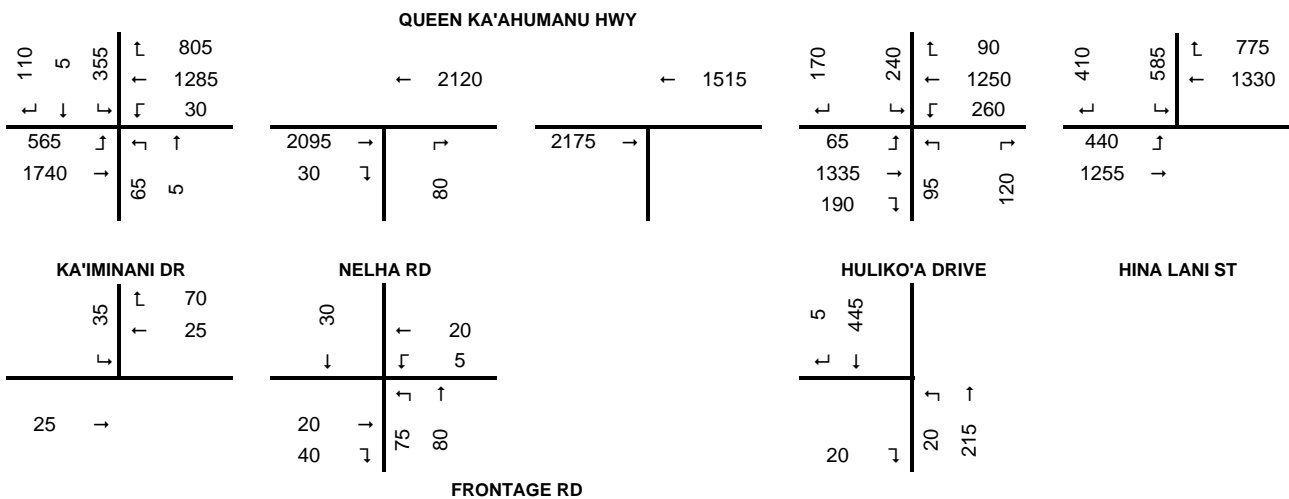 QUEEN KA'AHUMANU HWY
110 5 355 ↰ 805 170 240 ↰ 90 410 585 ↰ 775
← 1285 ← 2120 ← 1515 ← 1250 ← 1330
↵ ↓ ↳ ↙ 30 ↵ ↳ ↙ 260 ↵ ↳
565 ↥ ↰ ↑ 2095 → ↱ 2175 → 65 ↥ ↰ ↱ 440 ↥
1740 → 65 5 30 ↴ 80 1335 → 95 120 1255 →
190 ↴
KA'IMINANI DR NELHA RD HULIKO'A DRIVE HINA LANI ST
35 ↰ 70 30 5 445
← 25 ← 20
↳ ↓ ↙ 5 ↵ ↓
↰ ↑ ↰ ↑
25 → 20 → 75 80 20 ↴ 20 215
40 ↴
FRONTAGE RD